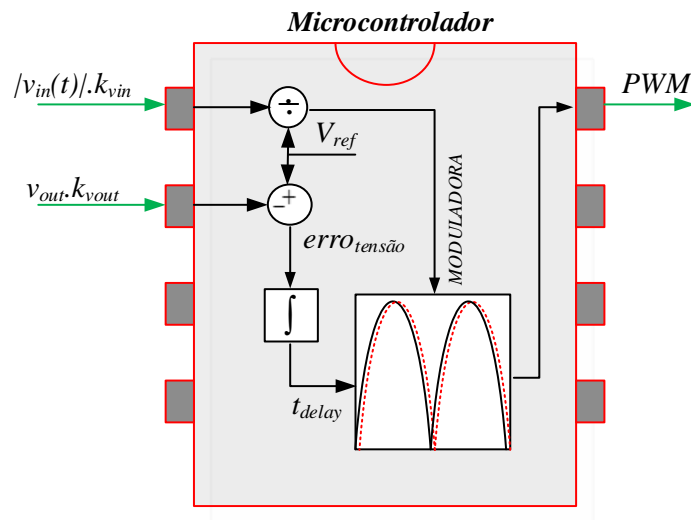 Microcontrolador
|v_in(t)|.k_vin
÷
PWM
V_ref
v_out.k_vout
+
−
erro_tensão
MODULADORA
∫
t_delay